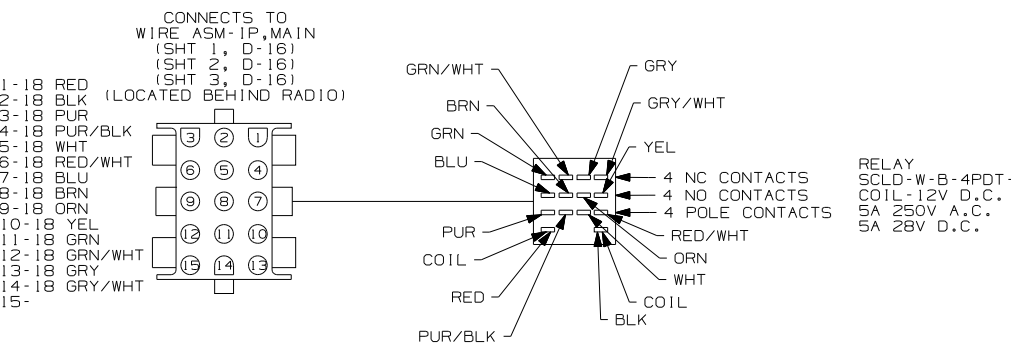 CONNECTS TO
WIRE ASM-IP,MAIN
(SHT 1, D-16)
(SHT 2, D-16)
(SHT 3, D-16)
(LOCATED BEHIND RADIO)
1-18 RED
2-18 BLK
3-18 PUR
4-18 PUR/BLK
5-18 WHT
6-18 RED/WHT
7-18 BLU
8-18 BRN
9-18 ORN
10-18 YEL
11-18 GRN
12-18 GRN/WHT
13-18 GRY
14-18 GRY/WHT
15-
3 2 1
6 5 4
9 8 7
12 11 10
15 14 13
GRN/WHT
BRN
GRN
BLU
PUR
COIL
RED
PUR/BLK
GRY
GRY/WHT
YEL
4 NC CONTACTS
4 NO CONTACTS
4 POLE CONTACTS
RED/WHT
ORN
WHT
COIL
BLK
RELAY
SCLD-W-B-4PDT-
COIL-12V D.C.
5A 250V A.C.
5A 28V D.C.